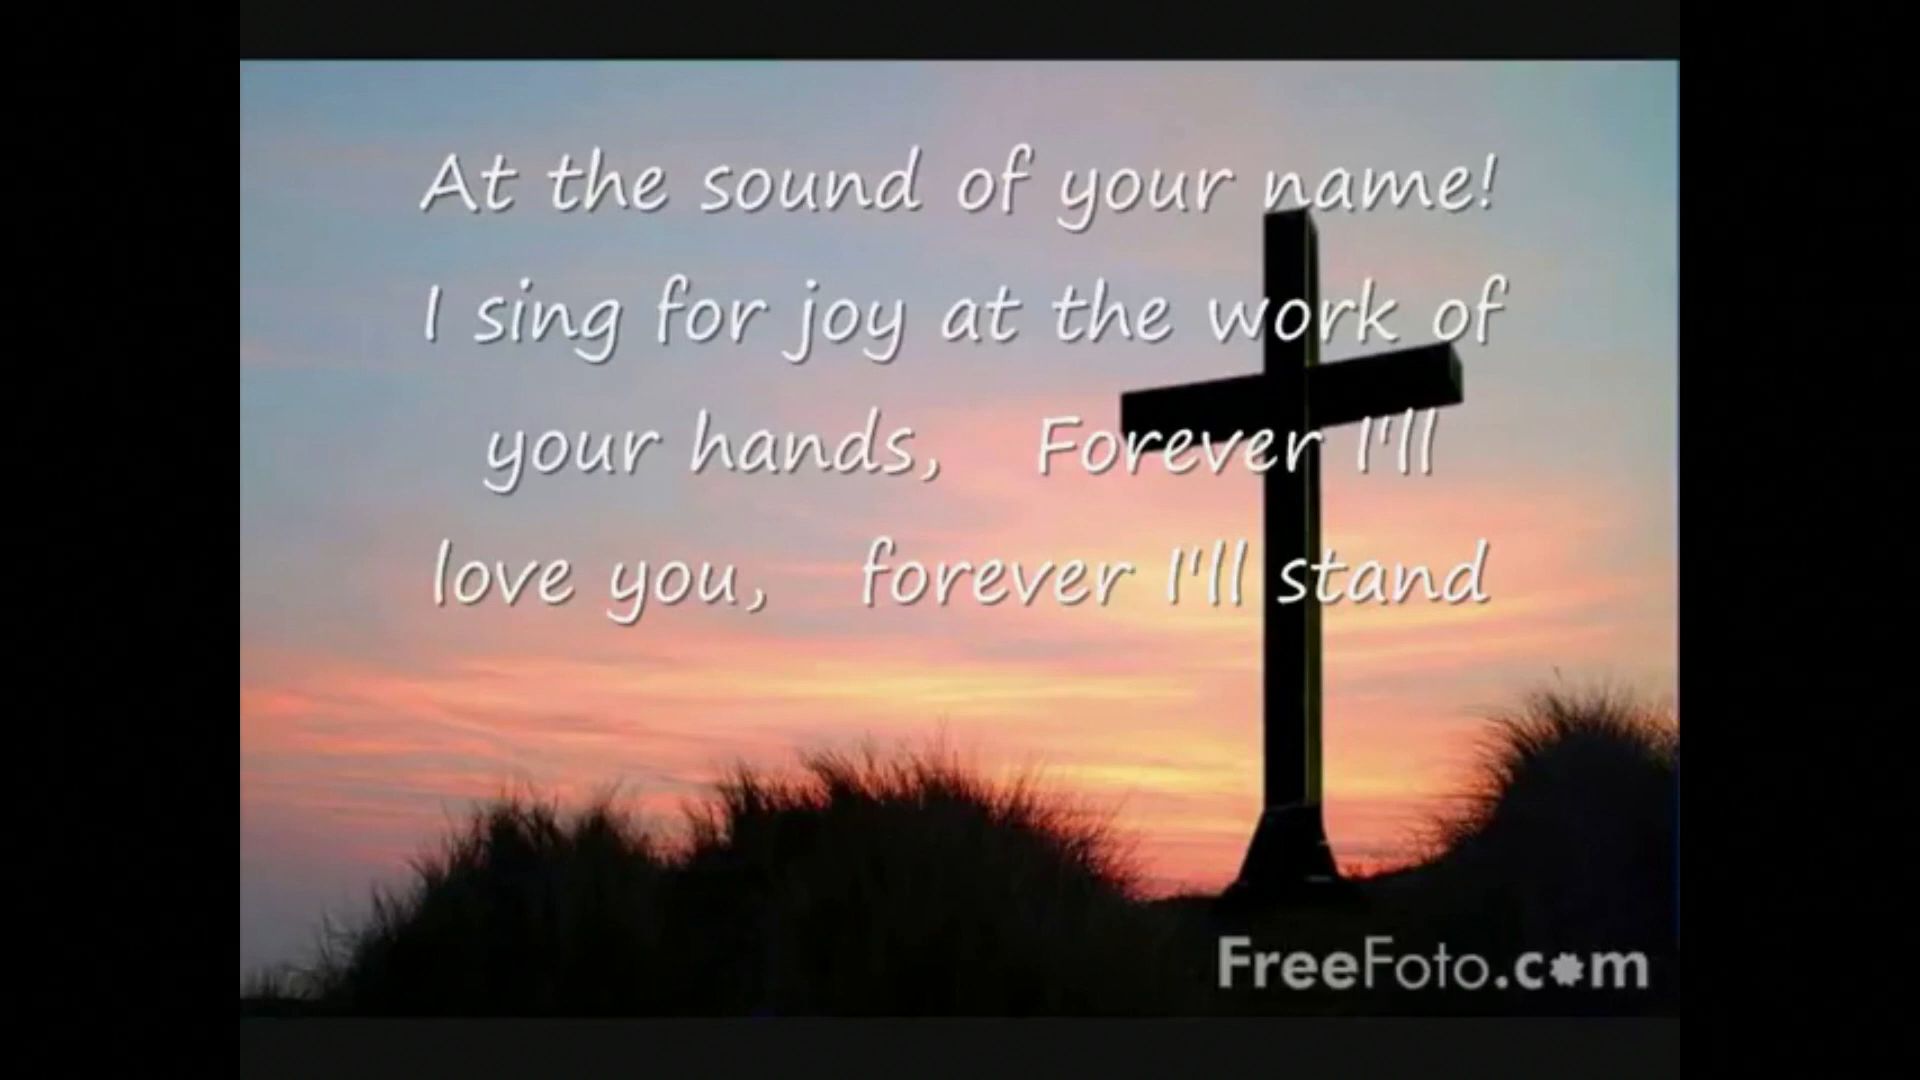 At the sound of your name!
I sing for joy at the work of
your hands, Forever I'll
love you, forever I'll stand
FreeFoto.com